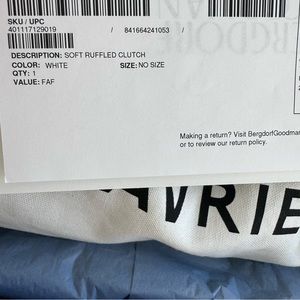 SKU / UPC
401117129019 / 841664241053 /
DESCRIPTION: SOFT RUFFLED CLUTCH
COLOR: WHITE SIZE: NO SIZE
QTY: 1
VALUE: FAF
Making a return? Visit BergdorfGoodman
or to review our return policy.